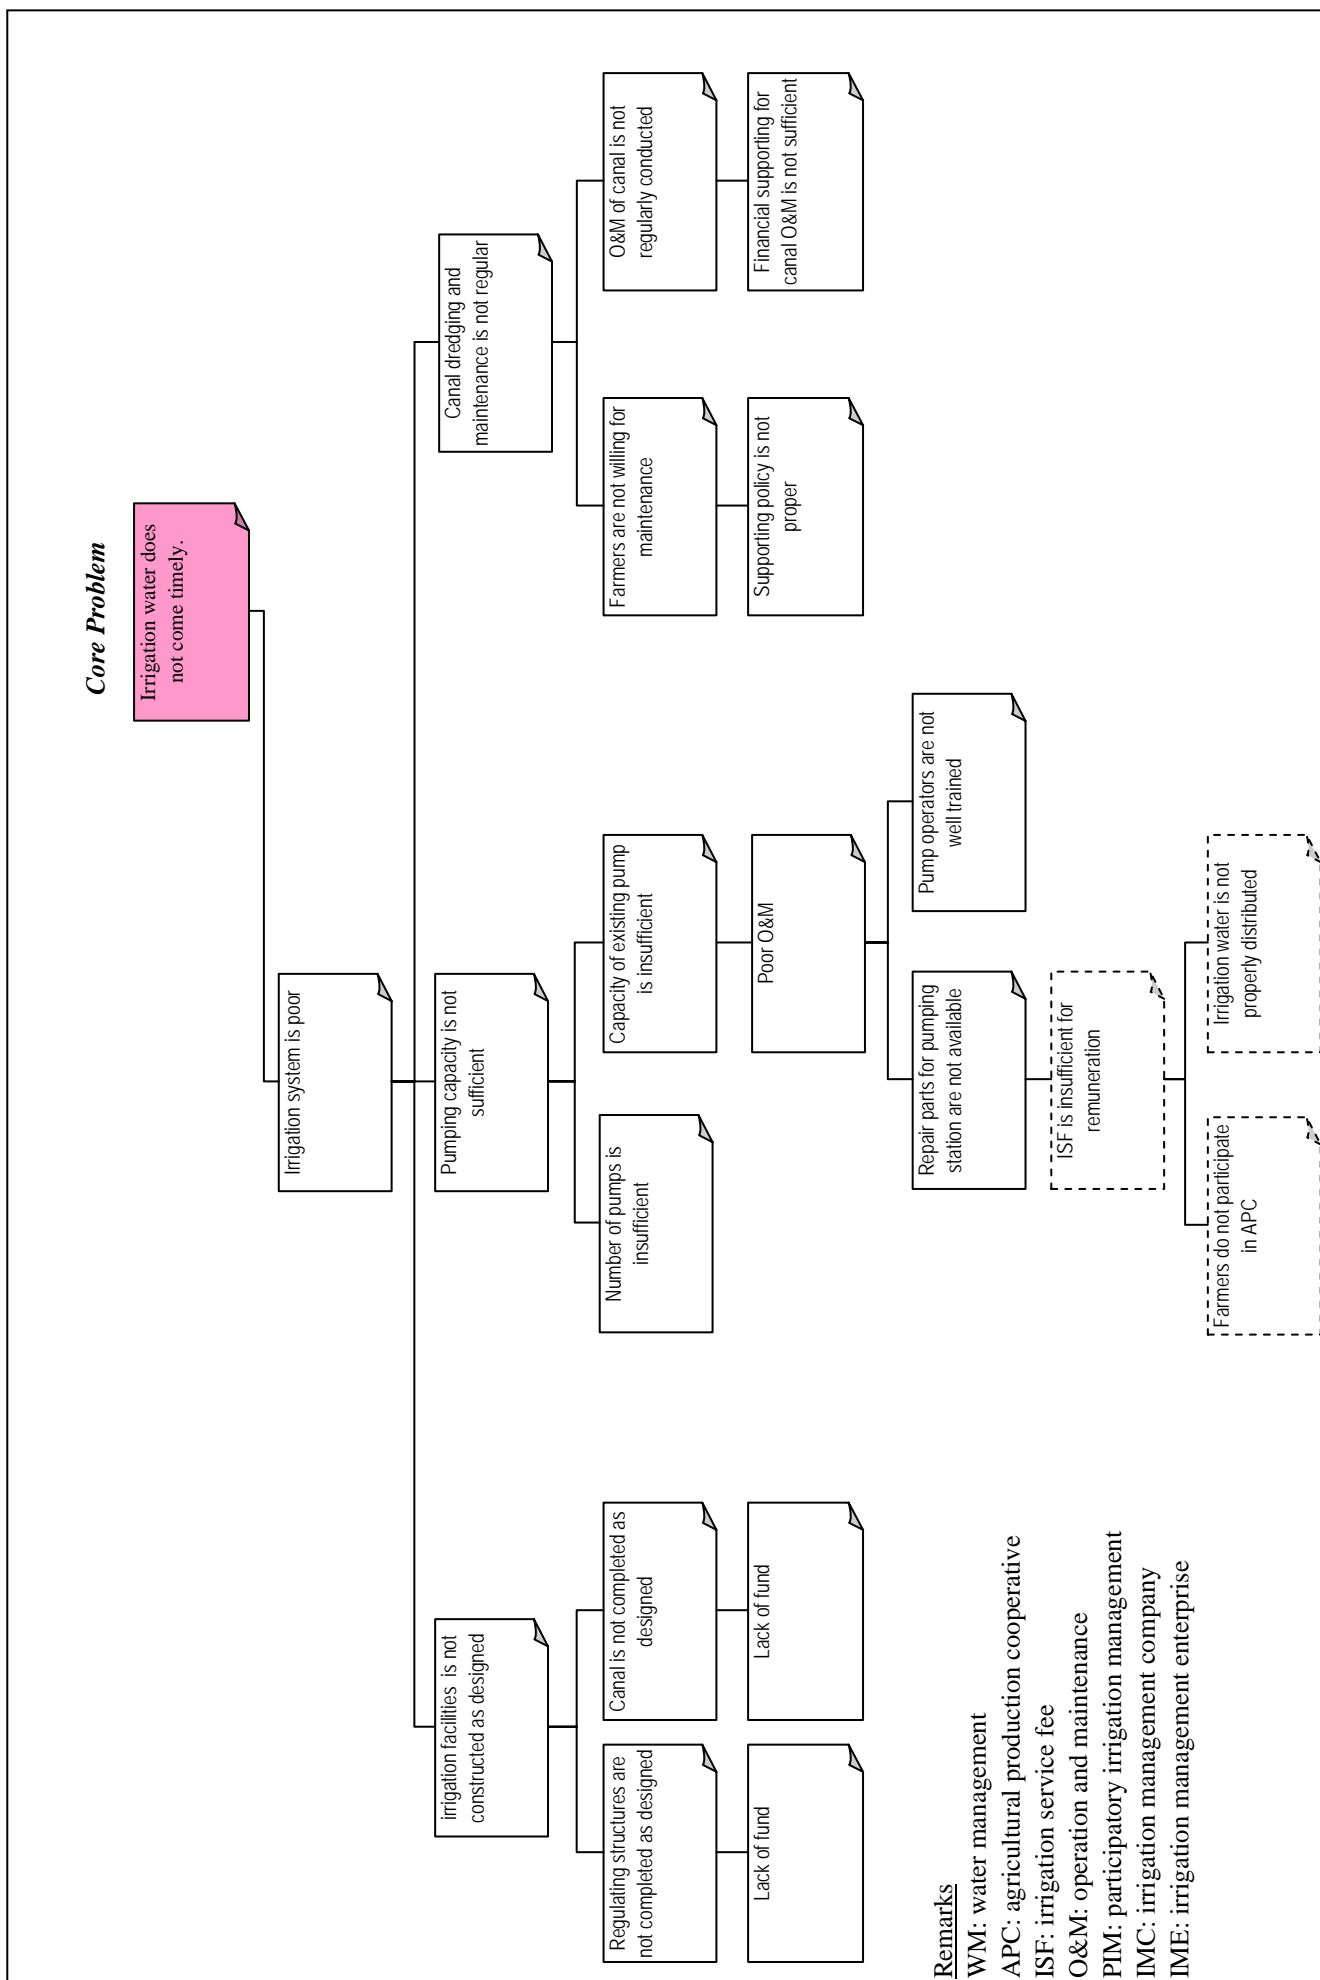 Core Problem
Irrigation water does
not come timely.
Irrigation system is poor
irrigation facilities  is not
constructed as designed
Pumping capacity is not
sufficient
Canal dredging and
maintenance is not regular
Regulating structures are
not completed as designed
Canal is not completed as
designed
Number of pumps is
insufficient
Capacity of existing pump
is insufficient
Farmers are not willing for
maintenance
O&M of canal is not
regularly conducted
Lack of fund
Lack of fund
Poor O&M
Supporting policy is not
proper
Financial supporting for
canal O&M is not sufficient
Repair parts for pumping
station are not available
Pump operators are not
well trained
ISF is insufficient for
remuneration
Farmers do not participate
in APC
Irrigation water is not
properly distributed
Remarks
WM: water management
APC: agricultural production cooperative
ISF: irrigation service fee
O&M: operation and maintenance
PIM: participatory irrigation management
IMC: irrigation management company
IME: irrigation management enterprise